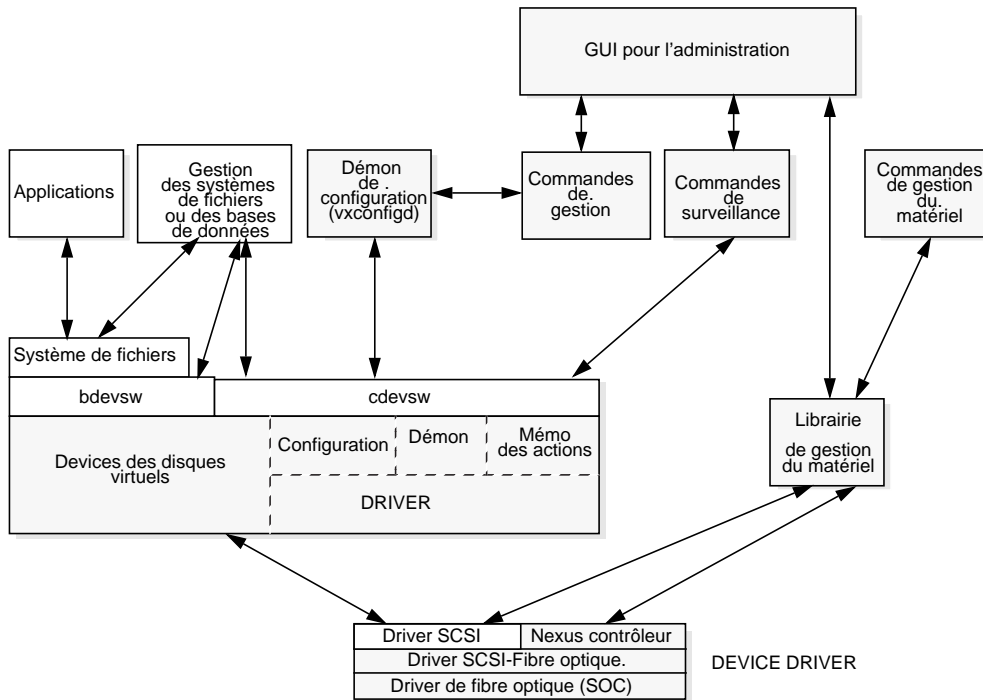 GUI pour l'administration
Applications
Gestion
des systèmes
de fichiers
ou des bases
de données
Démon
de .
configuration
(vxconfigd)
Commandes
de.
gestion
Commandes
de
surveillance
Commandes
de gestion
du.
matériel
Système de fichiers
bdevsw
cdevsw
Devices des disques
virtuels
Configuration
Démon
Mémo
des actions
DRIVER
Librairie
de gestion
du matériel
Driver SCSI
Nexus contrôleur
Driver SCSI-Fibre optique.
Driver de fibre optique (SOC)
DEVICE DRIVER